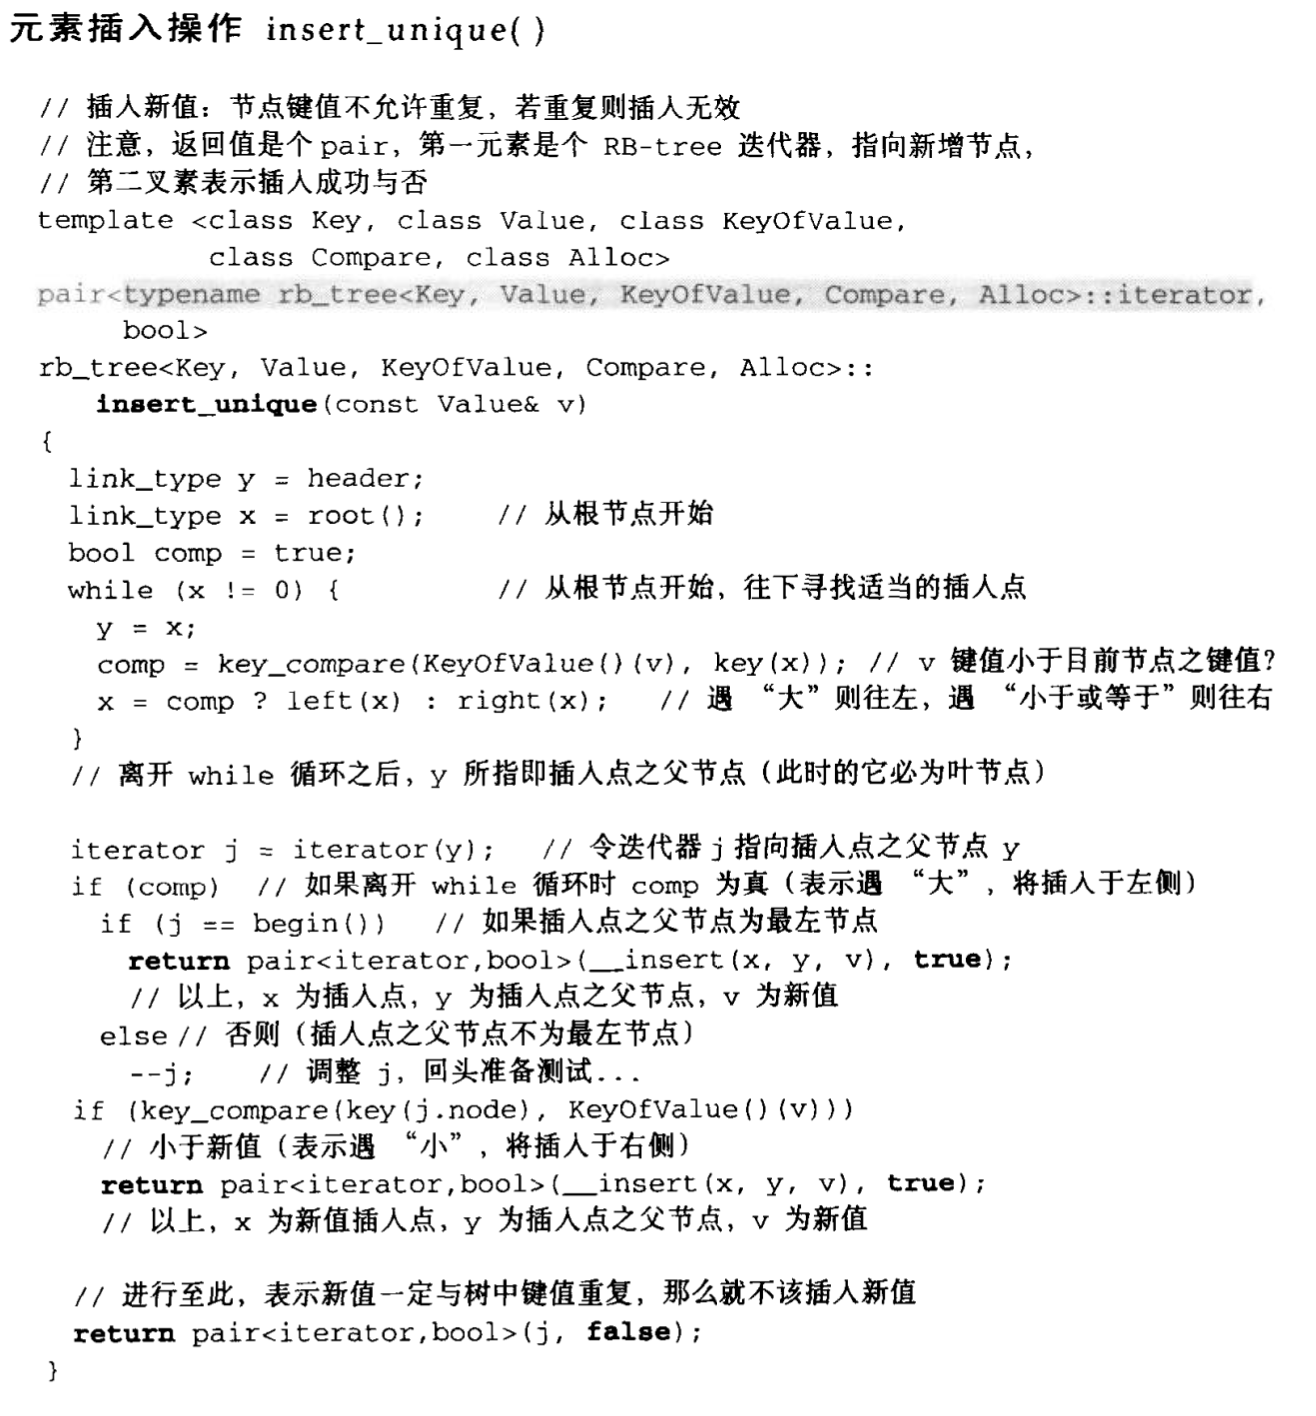 元素插入操作 insert_unique( )
// 插入新值：节点键值不允许重复，若重复则插入无效
// 注意，返回值是个pair，第一元素是个 RB-tree 迭代器，指向新增节点，
// 第二叉素表示插入成功与否
template <class Key, class Value, class KeyOfValue,
class Compare, class Alloc>
pair<typename rb_tree<Key, Value, KeyOfValue, Compare, Alloc>::iterator,
bool>
rb_tree<Key, Value, KeyOfValue, Compare, Alloc>::
insert_unique(const Value& v)
{
link_type y = header;
link_type x = root(); // 从根节点开始
bool comp = true;
while (x != 0) { // 从根节点开始，往下寻找适当的插入点
y = x;
comp = key_compare(KeyOfValue()(v), key(x)); // v 键值小于目前节点之键值?
x = comp ? left(x) : right(x); // 遇 “大”则往左，遇 “小于或等于”则往右
}
// 离开 while 循环之后，y 所指即插入点之父节点（此时的它必为叶节点）
iterator j = iterator(y); // 令迭代器j指向插入点之父节点 y
if (comp) // 如果离开 while 循环时 comp 为真（表示遇 “大”，将插入于左侧）
if (j == begin()) // 如果插入点之父节点为最左节点
return pair<iterator,bool>(__insert(x, y, v), true);
// 以上，x 为插入点，y 为插入点之父节点，v 为新值
else // 否则（插入点之父节点不为最左节点）
--j; // 调整 j，回头准备测试...
if (key_compare(key(j.node), KeyOfValue()(v)))
// 小于新值（表示遇 “小”，将插入于右侧）
return pair<iterator,bool>(__insert(x, y, v), true);
// 以上，x 为新值插入点，y 为插入点之父节点，v 为新值
// 进行至此，表示新值一定与树中键值重复，那么就不该插入新值
return pair<iterator,bool>(j, false);
}